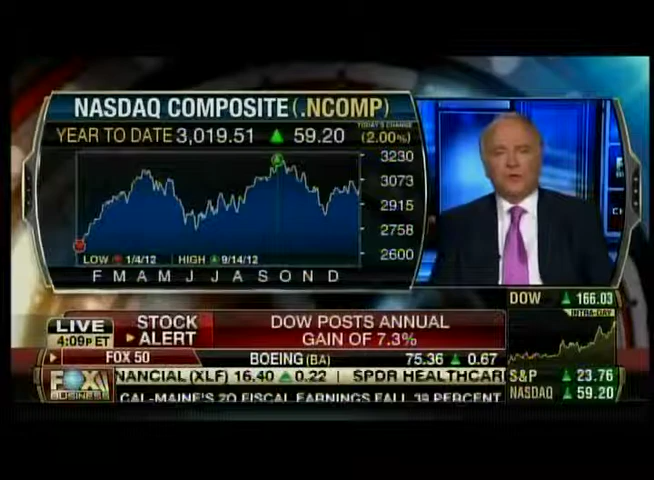 NASDAQ COMPOSITE (.NCOMP)
YEAR TO DATE 3,019.51 ▲ 59.20 TODAY'S CHANGE (2.00%)
3230
3073
2915
2758
2600
LOW 1/4/12 HIGH 9/14/12
F M A M J J A S O N D
DOW ▲ 166.03
INTRA-DAY
LIVE
4:09P ET
STOCK
ALERT
DOW POSTS ANNUAL
GAIN OF 7.3%
FOX 50 BOEING (BA) 75.36 ▲ 0.67
FOX
BUSINESS
NANCIAL (XLF) 16.40 ▲ 0.22 SPDR HEALTHCAR
S&P ▲ 23.76
NASDAQ ▲ 59.20
CAL-MAINE'S 2Q FISCAL EARNINGS FALL 39 PERCENT